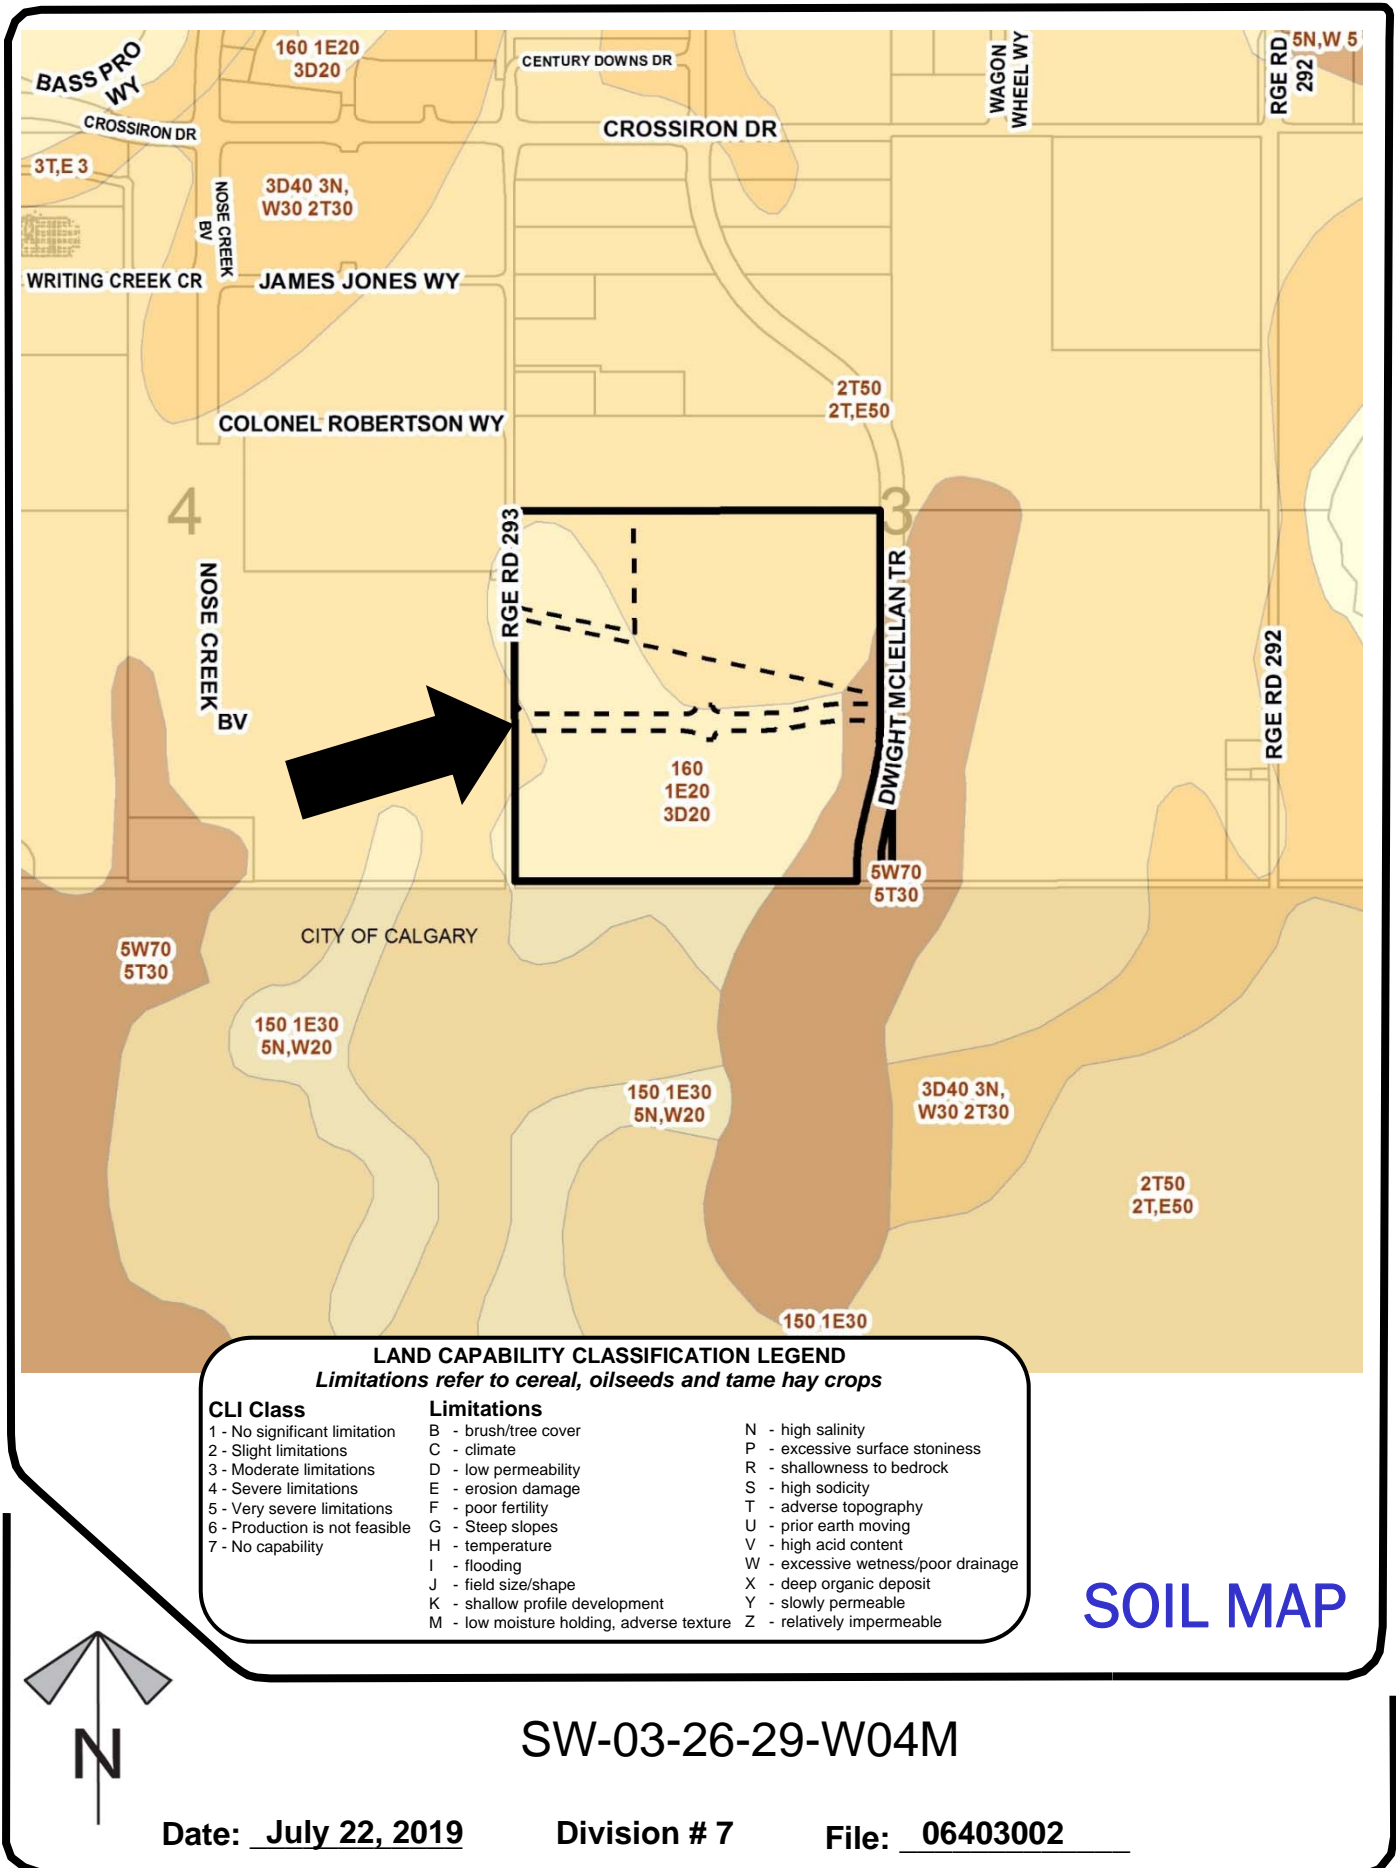 BASS PRO
WY
160 1E20
3D20
CENTURY DOWNS DR
WAGON
WHEEL WY
RGE RD
292
5N,W 5
CROSSIRON DR
CROSSIRON DR
3T,E 3
3D40 3N,
W30 2T30
NOSE CREEK
BV
WRITING CREEK CR
JAMES JONES WY
2T50
2T,E50
COLONEL ROBERTSON WY
4
3
RGE RD 293
NOSE CREEK
BV
DWIGHT MCLELLAN TR
RGE RD 292
160
1E20
3D20
5W70
5T30
CITY OF CALGARY
5W70
5T30
150 1E30
5N,W20
150 1E30
5N,W20
3D40 3N,
W30 2T30
2T50
2T,E50
150 1E30
LAND CAPABILITY CLASSIFICATION LEGEND
Limitations refer to cereal, oilseeds and tame hay crops
CLI Class
1 - No significant limitation
2 - Slight limitations
3 - Moderate limitations
4 - Severe limitations
5 - Very severe limitations
6 - Production is not feasible
7 - No capability
Limitations
B - brush/tree cover
C - climate
D - low permeability
E - erosion damage
F - poor fertility
G - Steep slopes
H - temperature
I - flooding
J - field size/shape
K - shallow profile development
M - low moisture holding, adverse texture
N - high salinity
P - excessive surface stoniness
R - shallowness to bedrock
S - high sodicity
T - adverse topography
U - prior earth moving
V - high acid content
W - excessive wetness/poor drainage
X - deep organic deposit
Y - slowly permeable
Z - relatively impermeable
SOIL MAP
N
SW-03-26-29-W04M
Date: July 22, 2019 Division # 7 File: 06403002